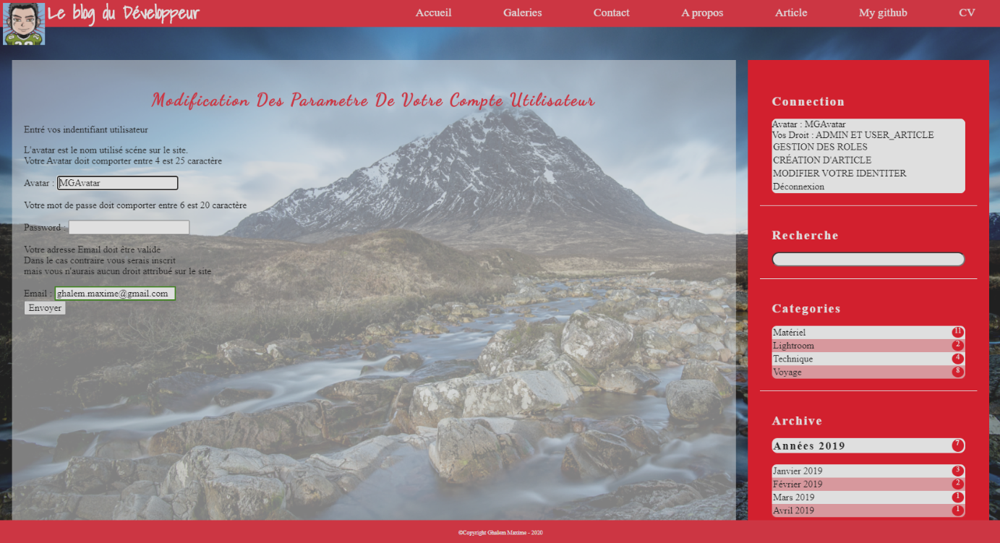 Le blog du Développeur
Accueil Galeries Contact A propos Article My github CV
Modification Des Parametre De Votre Compte Utilisateur
Entré vos indentifiant utilisateur
L'avatar est le nom utilisé scéne sur le site.
Votre Avatar doit comporter entre 4 est 25 caractère
Avatar : MGAvatar
Votre mot de passe doit comporter entre 6 est 20 caractère
Password :
Votre adresse Email doit être valide
Dans le cas contraire vous serais inscrit
mais vous n'aurais aucun droit attribué sur le site
Email : ghalem.maxime@gmail.com
Envoyer
Connection
Avatar : MGAvatar
Vos Droit : ADMIN ET USER_ARTICLE
GESTION DES ROLES
CRÉATION D'ARTICLE
MODIFIER VOTRE IDENTITER
Déconnexion
Recherche
Categories
Matériel 11
Lightroom 2
Technique 4
Voyage 8
Archive
Années 2019 7
Janvier 2019 3
Février 2019 2
Mars 2019 1
Avril 2019 1
©Copyright Ghalem Maxime - 2020